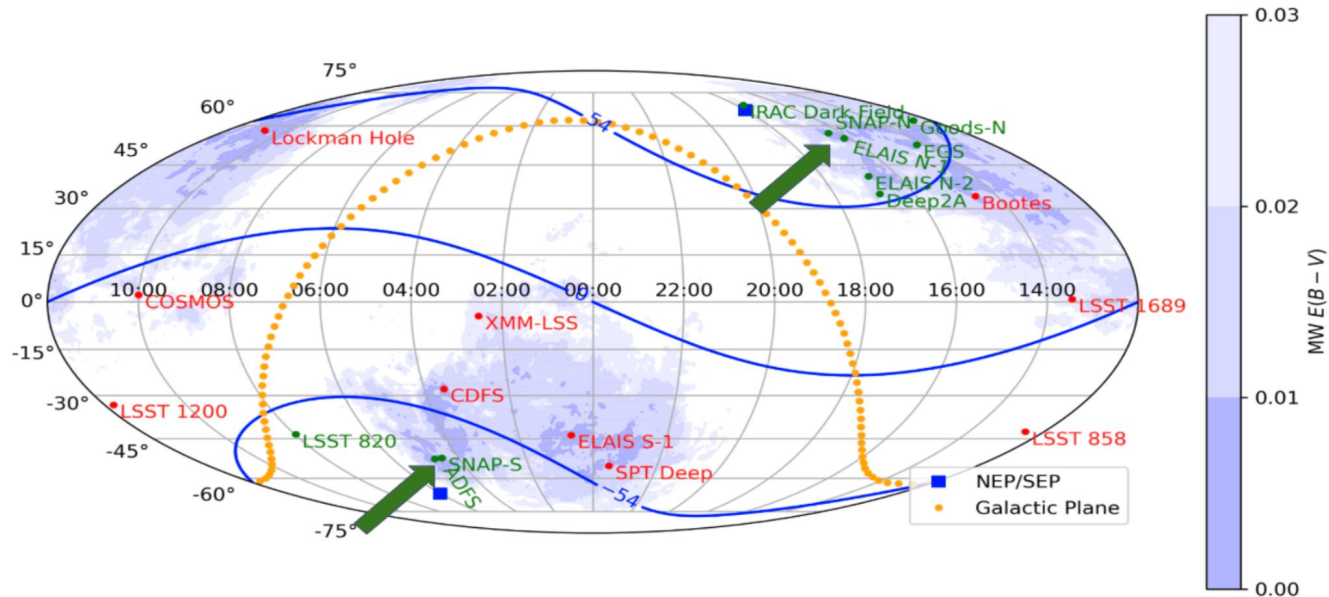 75°
60°
45°
30°
15°
0°
-15°
-30°
-45°
-60°
-75°
10:00
08:00
06:00
04:00
02:00
00:00
22:00
20:00
18:00
16:00
14:00
54
0
−54
IRAC Dark Field
SNAP-N
Goods-N
ELAIS N-1
EGS
ELAIS N-2
Deep2A
Bootes
Lockman Hole
COSMOS
XMM-LSS
LSST 1689
CDFS
LSST 1200
LSST 820
ELAIS S-1
LSST 858
SNAP-S
ADFS
SPT Deep
NEP/SEP
Galactic Plane
0.03
0.02
0.01
0.00
MW E(B − V)